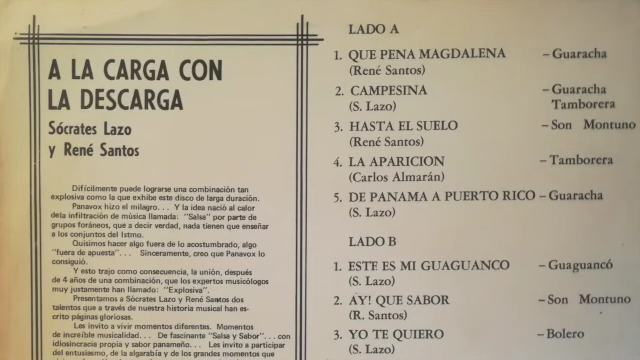 A LA CARGA CON
LA DESCARGA
Sócrates Lazo
y René Santos
Difícilmente puede lograrse una combinación tan
explosiva como la que exhibe este disco de larga duración.
Panavox hizo el milagro... Y la idea nació al calor
dela infiltración de música llamada: "Salsa" por parte de
grupos foráneos, que a decir verdad, nada tienen que enseñar
a los conjuntos del Istmo.
Quisimos hacer algo fuera de lo acostumbrado, algo
"fuera de apuesta"... Sinceramente, creo que Panavox lo
consiguió.
Y esto trajo como consecuencia, la unión, después
de 4 años de una combinación, que los expertos musicólogos
muy justamente han llamado: "Explosiva".
Presentamos a Sócrates Lazo y René Santos dos
talentos que a través de nuestra historia musical han es-
crito páginas gloriosas.
Les invito a vivir momentos diferentes. Momentos
de increíble musicalidad... De fascinante "Salsa y Sabor"... con
idiosincracia propia y sabor panameño... Les invito a participar
del entusiasmo, de la algarabía y de los grandes momentos que
LADO A
1. QUE PENA MAGDALENA – Guaracha
(René Santos)
2. CAMPESINA – Guaracha
(S. Lazo) Tamborera
3. HASTA EL SUELO – Son Montuno
(René Santos)
4. LA APARICION – Tamborera
(Carlos Almarán)
5. DE PANAMA A PUERTO RICO – Guaracha
(S. Lazo)
LADO B
1. ESTE ES MI GUAGUANCO – Guaguancó
(S. Lazo)
2. AY! QUE SABOR – Son Montuno
(R. Santos)
3. YO TE QUIERO – Bolero
(S. Lazo)